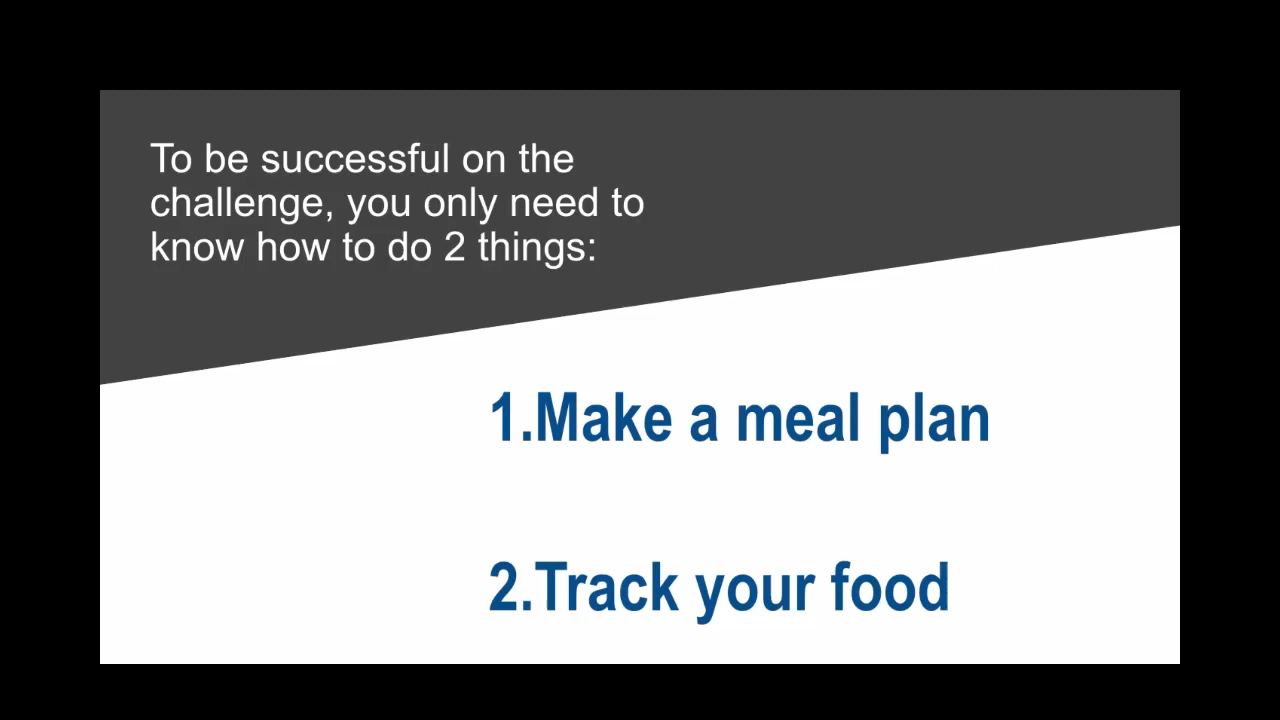 To be successful on the
challenge, you only need to
know how to do 2 things:
1.Make a meal plan
2.Track your food